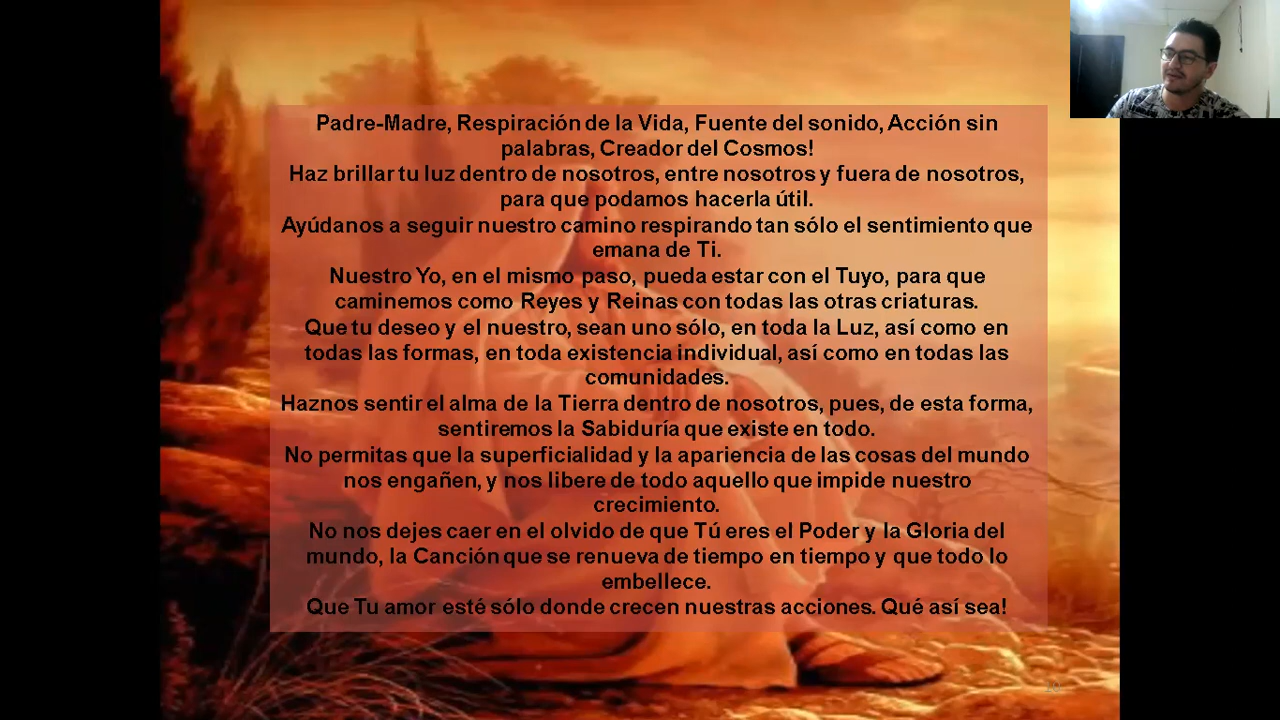 Padre-Madre, Respiración de la Vida, Fuente del sonido, Acción sin
palabras, Creador del Cosmos!
Haz brillar tu luz dentro de nosotros, entre nosotros y fuera de nosotros,
para que podamos hacerla útil.
Ayúdanos a seguir nuestro camino respirando tan sólo el sentimiento que
emana de Ti.
Nuestro Yo, en el mismo paso, pueda estar con el Tuyo, para que
caminemos como Reyes y Reinas con todas las otras criaturas.
Que tu deseo y el nuestro, sean uno sólo, en toda la Luz, así como en
todas las formas, en toda existencia individual, así como en todas las
comunidades.
Haznos sentir el alma de la Tierra dentro de nosotros, pues, de esta forma,
sentiremos la Sabiduría que existe en todo.
No permitas que la superficialidad y la apariencia de las cosas del mundo
nos engañen, y nos libere de todo aquello que impide nuestro
crecimiento.
No nos dejes caer en el olvido de que Tú eres el Poder y la Gloria del
mundo, la Canción que se renueva de tiempo en tiempo y que todo lo
embellece.
Que Tu amor esté sólo donde crecen nuestras acciones. Qué así sea!